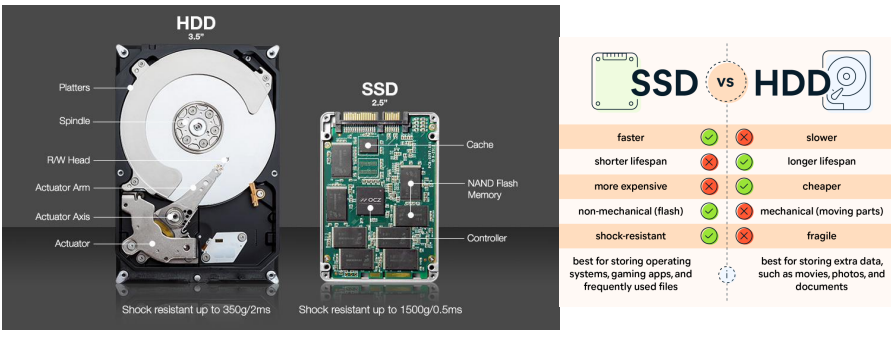 HDD
3.5"
Platters
Spindle
R/W Head
Actuator Arm
Actuator Axis
Actuator
Shock resistant up to 350g/2ms
SSD
2.5"
Cache
NAND Flash
Memory
Controller
OCZ
Shock resistant up to 1500g/0.5ms
SSD vs HDD
faster slower
shorter lifespan longer lifespan
more expensive cheaper
non-mechanical (flash) mechanical (moving parts)
shock-resistant fragile
best for storing operating
systems, gaming apps, and
frequently used files
i
best for storing extra data,
such as movies, photos, and
documents